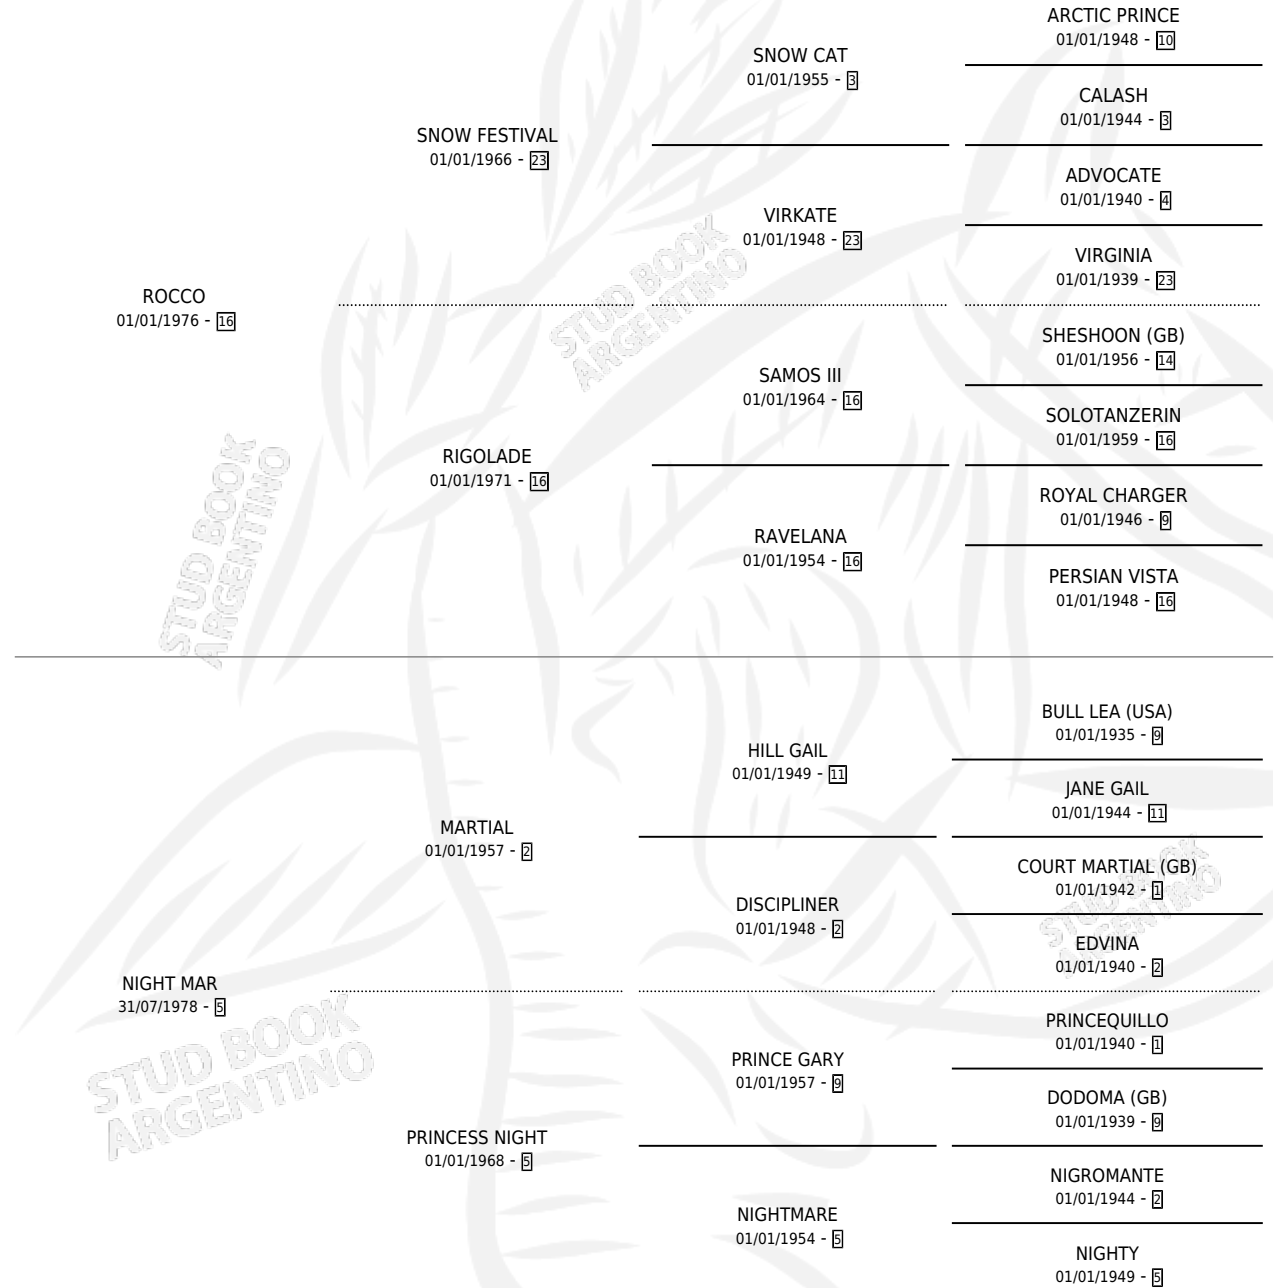 ARCTIC PRINCE
01/01/1948 - 10
SNOW CAT
01/01/1955 - 3
CALASH
01/01/1944 - 3
SNOW FESTIVAL
01/01/1966 - 23
ADVOCATE
01/01/1940 - 4
VIRKATE
01/01/1948 - 23
VIRGINIA
01/01/1939 - 23
ROCCO
01/01/1976 - 16
SHESHOON (GB)
01/01/1956 - 14
SAMOS III
01/01/1964 - 16
SOLOTANZERIN
01/01/1959 - 16
RIGOLADE
01/01/1971 - 16
ROYAL CHARGER
01/01/1946 - 9
RAVELANA
01/01/1954 - 16
PERSIAN VISTA
01/01/1948 - 16
BULL LEA (USA)
01/01/1935 - 9
HILL GAIL
01/01/1949 - 11
JANE GAIL
01/01/1944 - 11
MARTIAL
01/01/1957 - 2
COURT MARTIAL (GB)
01/01/1942 - 1
DISCIPLINER
01/01/1948 - 2
EDVINA
01/01/1940 - 2
NIGHT MAR
31/07/1978 - 5
PRINCEQUILLO
01/01/1940 - 1
PRINCE GARY
01/01/1957 - 9
DODOMA (GB)
01/01/1939 - 9
PRINCESS NIGHT
01/01/1968 - 5
NIGROMANTE
01/01/1944 - 2
NIGHTMARE
01/01/1954 - 5
NIGHTY
01/01/1949 - 5
STUD BOOK
ARGENTINO
STUD BOOK
ARGENTINO
STUD BOOK
ARGENTINO
STUD BOOK
ARGENTINO